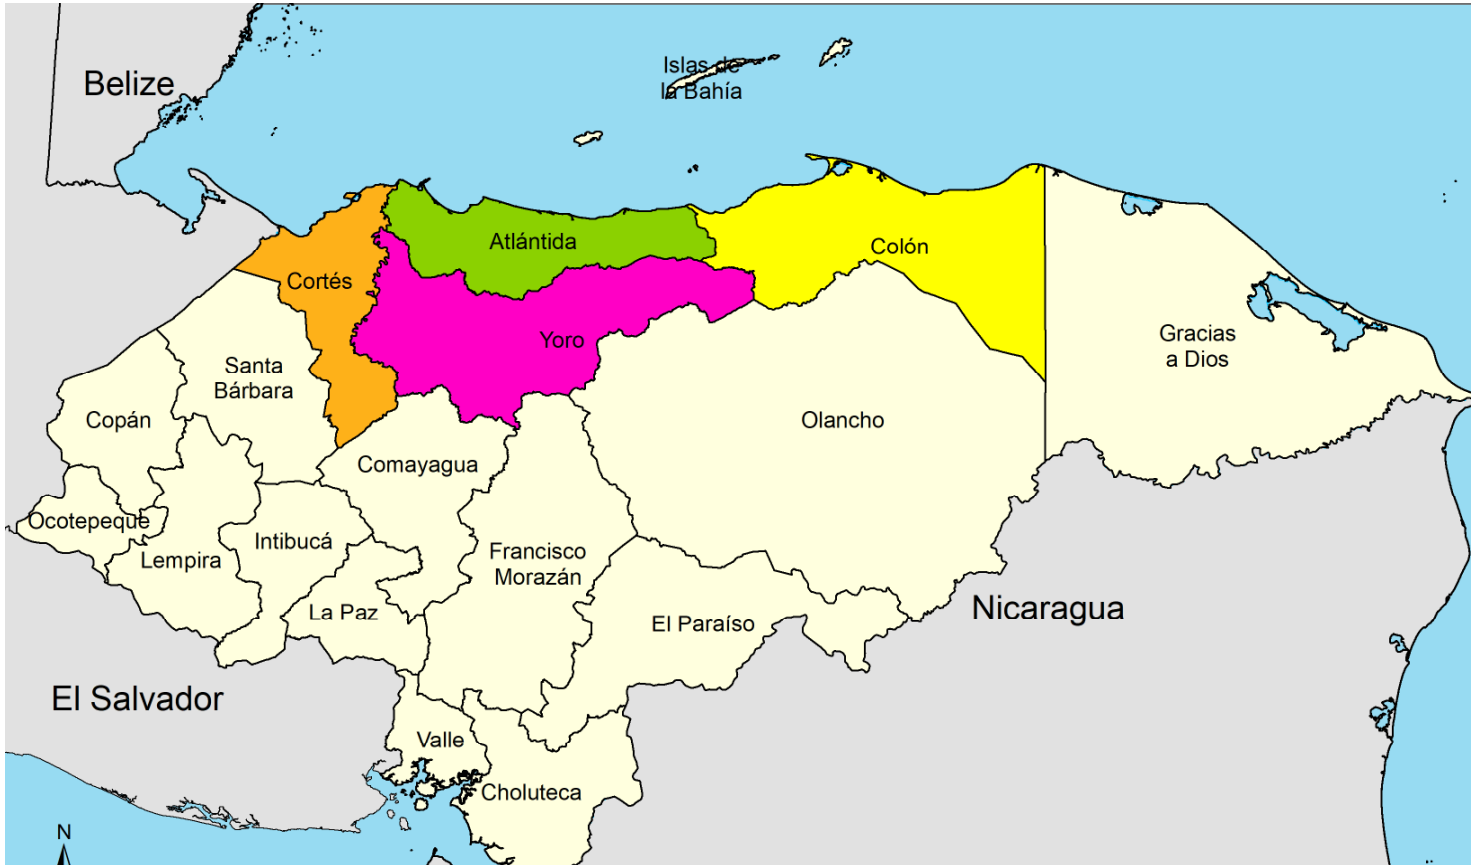 Belize
Islas de
la Bahía
Atlántida
Colón
Cortés
Yoro
Gracias
a Dios
Santa
Bárbara
Copán
Olancho
Comayagua
Ocotepeque
Intibucá
Lempira
Francisco
Morazán
La Paz
El Paraíso
Nicaragua
El Salvador
Valle
Choluteca
N